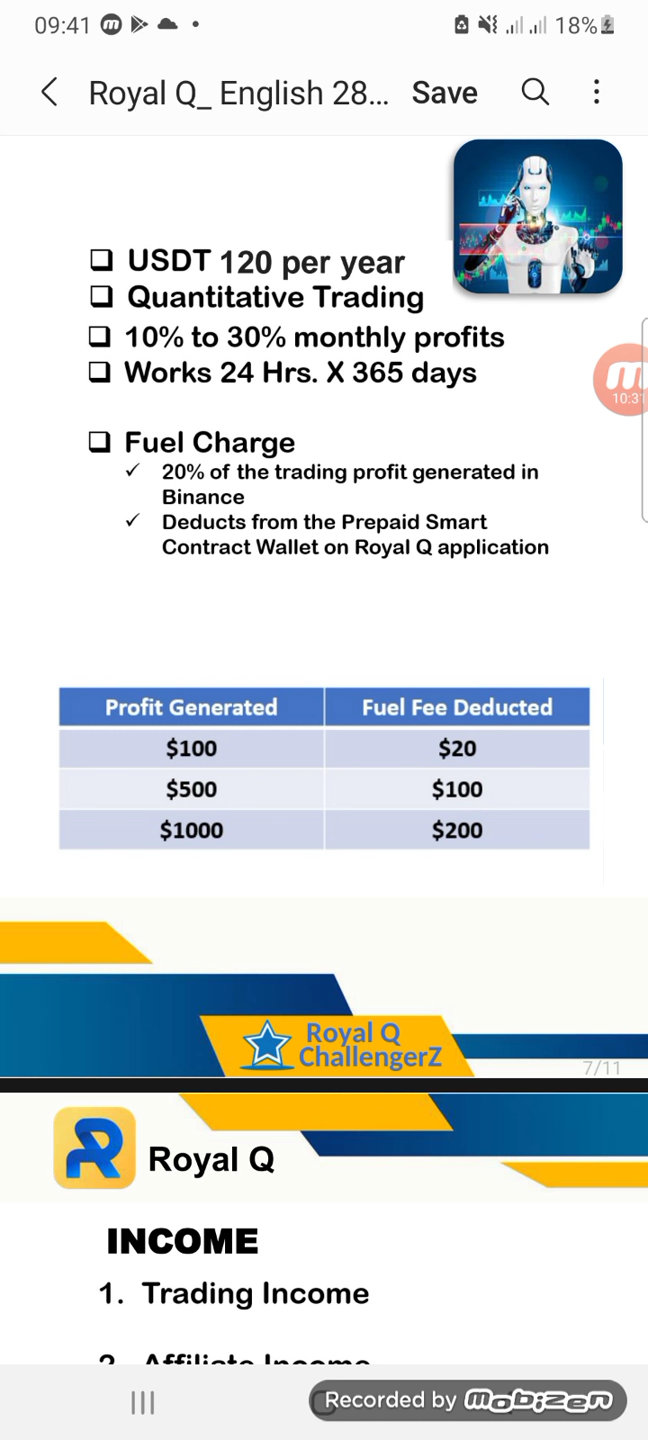 09:41
18%
Royal Q_ English 28... Save
USDT 120 per year
Quantitative Trading
10% to 30% monthly profits
Works 24 Hrs. X 365 days
10:31
Fuel Charge
20% of the trading profit generated in
Binance
Deducts from the Prepaid Smart
Contract Wallet on Royal Q application
Profit Generated Fuel Fee Deducted
$100 $20
$500 $100
$1000 $200
Royal Q
ChallengerZ
7/11
Royal Q
INCOME
1. Trading Income
2. Affiliate Income
Recorded by mobizen